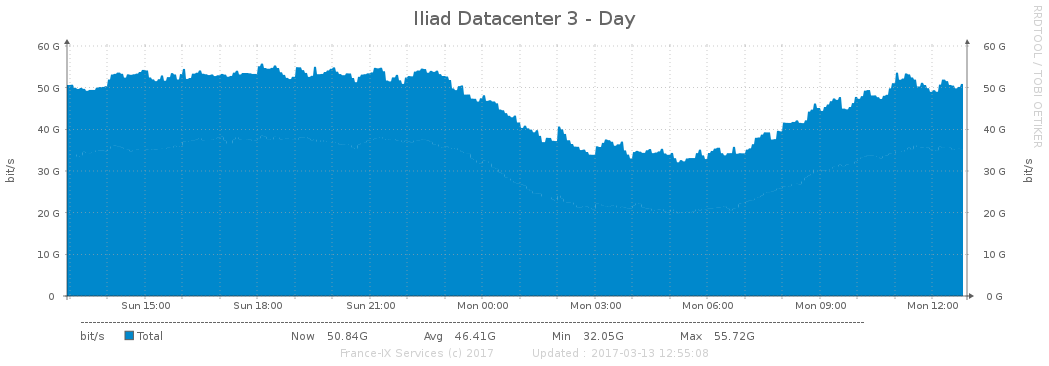 Iliad Datacenter 3 - Day
RRDTOOL / TOBI OETIKER
60 G 60 G
50 G 50 G
40 G 40 G
30 G 30 G
20 G 20 G
10 G 10 G
0 0 G
bit/s bit/s
Sun 15:00 Sun 18:00 Sun 21:00 Mon 00:00 Mon 03:00 Mon 06:00 Mon 09:00 Mon 12:00
bit/s Total Now 50.84G Avg 46.41G Min 32.05G Max 55.72G
France-IX Services (c) 2017 Updated : 2017-03-13 12:55:08